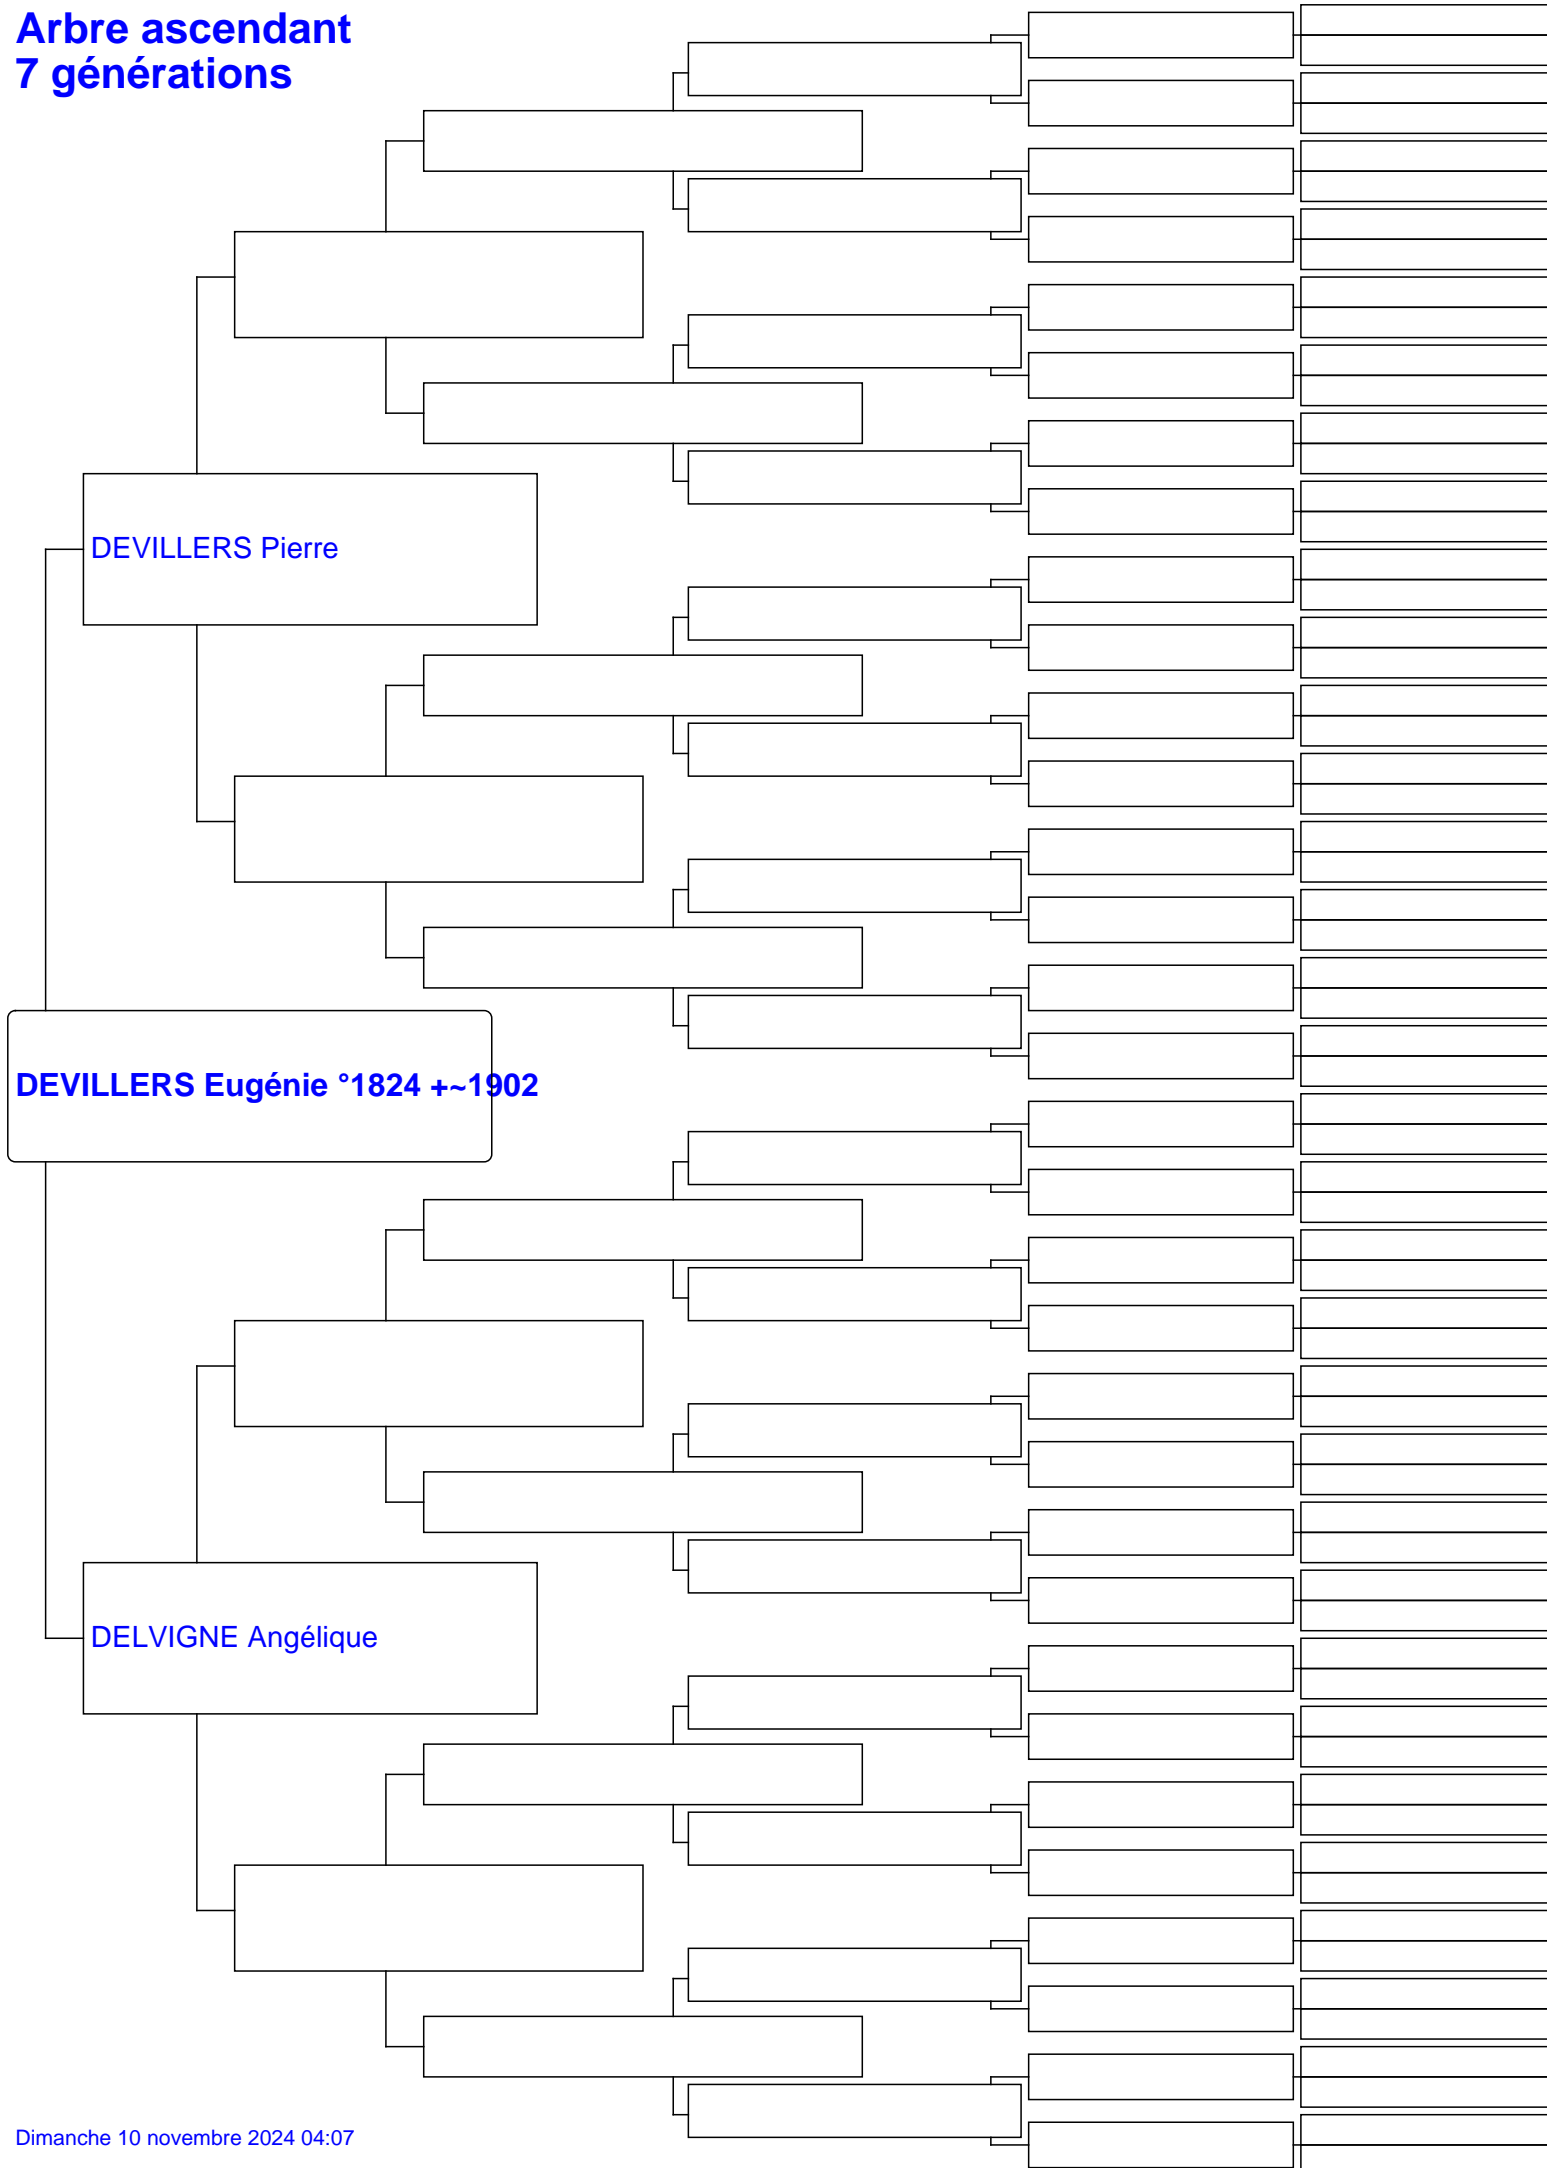 Arbre ascendant
7 générations
DEVILLERS Pierre
DEVILLERS Eugénie °1824 +~1902
DELVIGNE Angélique
Dimanche 10 novembre 2024 04:07